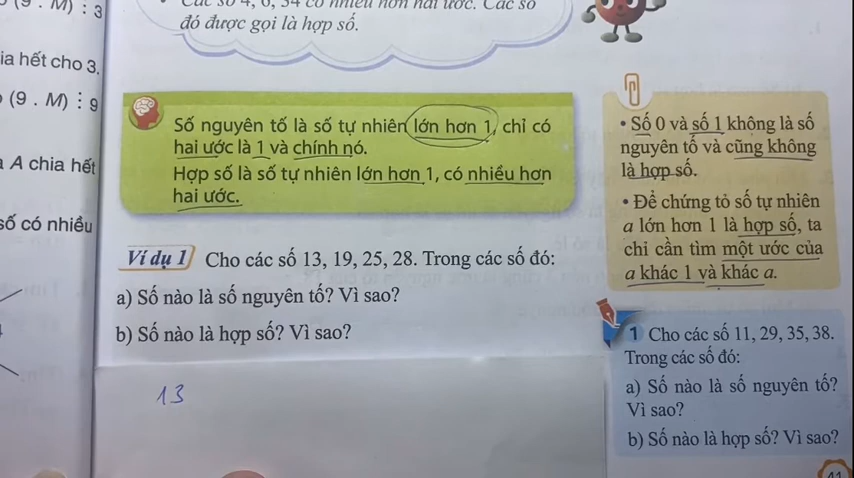 (9 . M) : 3
Các số 4, 6, 34 có nhiều hơn hai ước. Các số
đó được gọi là hợp số.
ia hết cho 3,
(9 . M) ⋮ 9
A chia hết
số có nhiều
Số nguyên tố là số tự nhiên lớn hơn 1, chỉ có
hai ước là 1 và chính nó.
Hợp số là số tự nhiên lớn hơn 1, có nhiều hơn
hai ước.
Ví dụ 1 Cho các số 13, 19, 25, 28. Trong các số đó:
a) Số nào là số nguyên tố? Vì sao?
b) Số nào là hợp số? Vì sao?
13
• Số 0 và số 1 không là số
nguyên tố và cũng không
là hợp số.
• Để chứng tỏ số tự nhiên
a lớn hơn 1 là hợp số, ta
chỉ cần tìm một ước của
a khác 1 và khác a.
1 Cho các số 11, 29, 35, 38.
Trong các số đó:
a) Số nào là số nguyên tố?
Vì sao?
b) Số nào là hợp số? Vì sao?
41